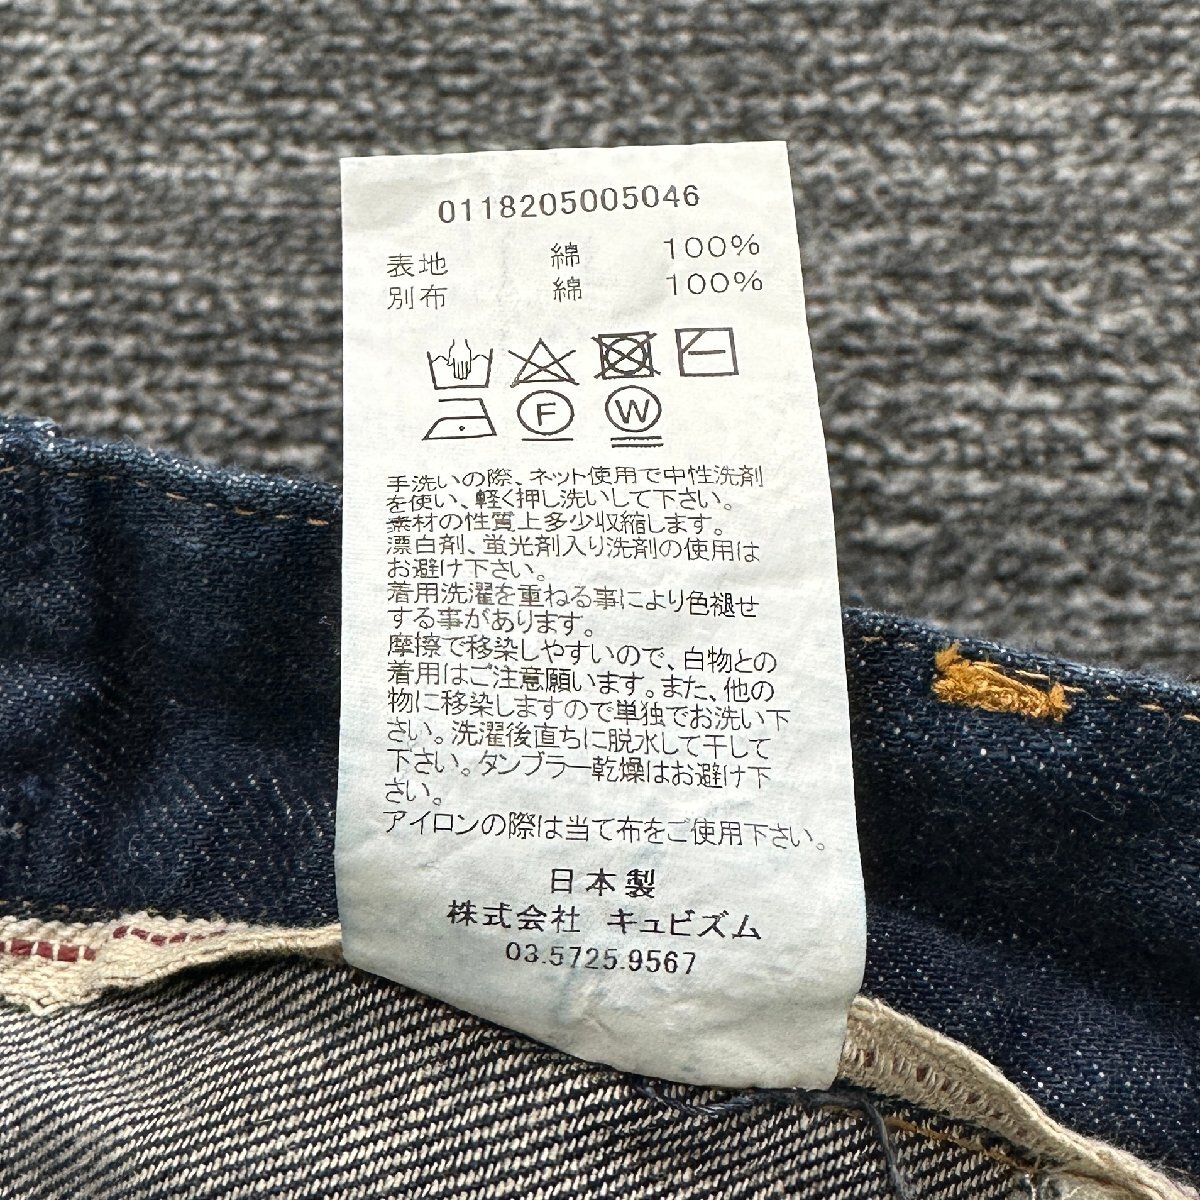 0118205005046
表地 綿 100%
別布 綿 100%
F W
手洗いの際、ネット使用で中性洗剤
を使い、軽く押し洗いして下さい。
素材の性質上多少収縮します。
漂白剤、蛍光剤入り洗剤の使用は
お避け下さい。
着用洗濯を重ねる事により色褪せ
する事があります。
摩擦で移染しやすいので、白物との
着用はご注意願います。また、他の
物に移染しますので単独でお洗い下
さい。洗濯後直ちに脱水して干して
下さい。タンブラー乾燥はお避け下
さい。
アイロンの際は当て布をご使用下さい。
日本製
株式会社 キュビズム
03.5725.9567